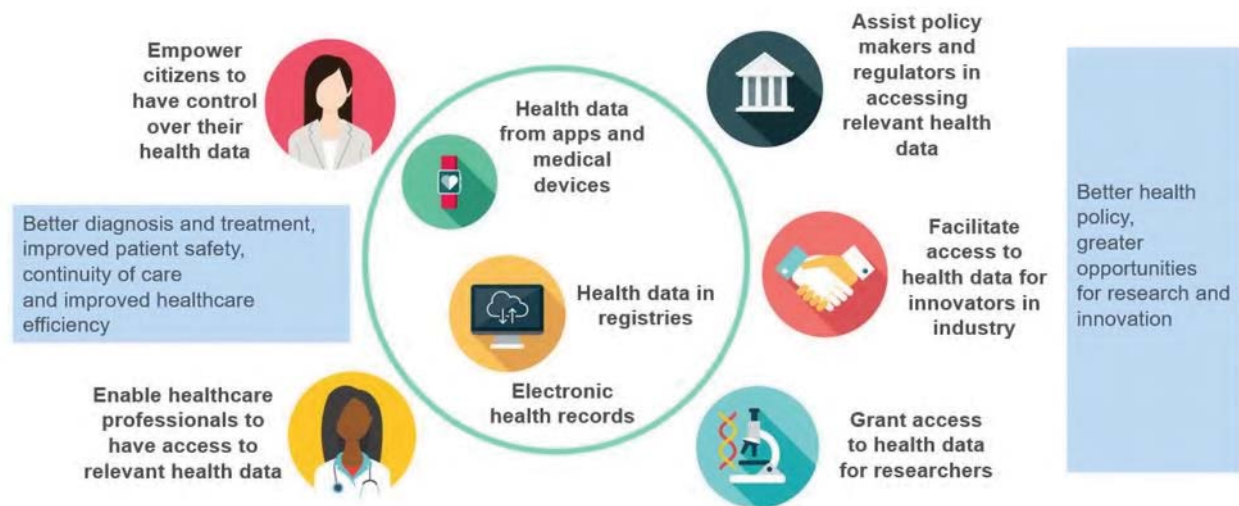 Empower
citizens to
have control
over their
health data
Better diagnosis and treatment,
improved patient safety,
continuity of care
and improved healthcare
efficiency
Enable healthcare
professionals to
have access to
relevant health data
Health data
from apps and
medical
devices
Health data in
registries
Electronic
health records
Assist policy
makers and
regulators in
accessing
relevant health
data
Facilitate
access to
health data for
innovators in
industry
Grant access
to health data
for researchers
Better health
policy,
greater
opportunities
for research and
innovation